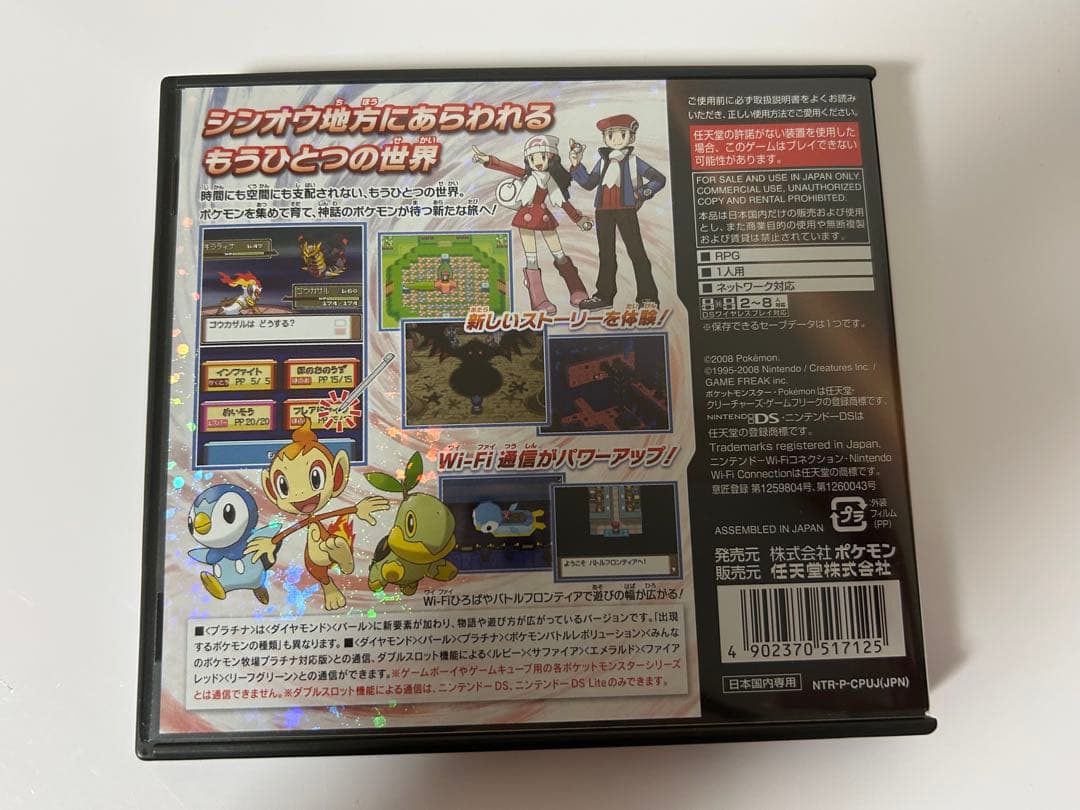 シンオウ地方にあらわれる
もうひとつの世界
時間にも空間にも支配されない、もうひとつの世界。
ポケモンを集めて育て、神話のポケモンが待つ新たな旅へ!
ギラティナ L47
ゴウカザル L60
174/174
ゴウカザルは どうする?
インファイト
かくとう PP 5/ 5
ほのおのうず
ほのお PP 15/15
めいそう
エスパー PP 20/20
新しいストーリーを体験!
Wi-Fi 通信がパワーアップ!
ようこそ バトルフロンティアへ!
Wi-Fiひろばやバトルフロンティアで遊びの幅が広がる!
■〈プラチナ〉は〈ダイヤモンド〉〈パール〉に新要素が加わり、物語や遊び方が広がっているバージョンです。「出現
するポケモンの種類」も異なります。■〈ダイヤモンド〉〈パール〉〈プラチナ〉〈ポケモンバトルレボリューション〉〈みんな
のポケモン牧場プラチナ対応版〉との通信、ダブルスロット機能による〈ルビー〉〈サファイア〉〈エメラルド〉〈ファイア
レッド〉〈リーフグリーン〉との通信ができます。※ゲームボーイやゲームキューブ用の各ポケットモンスターシリーズ
とは通信できません。※ダブルスロット機能による通信は、ニンテンドーDS、ニンテンドーDS Liteのみできます。
ご使用前に必ず取扱説明書をよくお読み
いただき、正しい使用方法でご愛用ください。
任天堂の許諾がない装置を使用した
場合、このゲームはプレイできない
可能性があります。
FOR SALE AND USE IN JAPAN ONLY.
COMMERCIAL USE, UNAUTHORIZED
COPY AND RENTAL PROHIBITED.
本品は日本国内だけの販売および使用
とし、また商業目的の使用や無断複製
および賃貸は禁止されています。
■ RPG
■ 1人用
■ ネットワーク対応
2~8人対応
DSワイヤレスプレイ対応
※保存できるセーブデータは1つです。
©2008 Pokémon.
©1995-2008 Nintendo / Creatures Inc. /
GAME FREAK inc.
ポケットモンスター・Pokémonは任天堂・
クリーチャーズ・ゲームフリークの登録商標です。
NINTENDO DS・ニンテンドーDSは
任天堂の登録商標です。
Trademarks registered in Japan.
ニンテンドーWi-Fiコネクション・Nintendo
Wi-Fi Connectionは任天堂の商標です。
意匠登録 第1259804号、第1260043号
プラ
:外装
フィルム
(PP)
ASSEMBLED IN JAPAN
発売元 株式会社ポケモン
販売元 任天堂株式会社
4 902370 517125
日本国内専用
NTR-P-CPUJ(JPN)